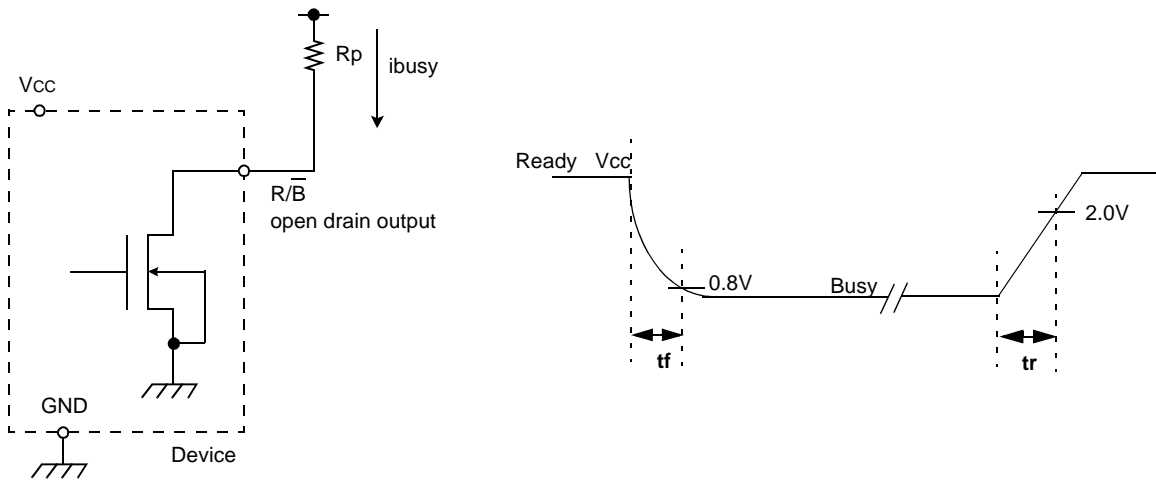 Rp
ibusy
VCC
R/B̅
open drain output
GND
Device
Ready Vcc
2.0V
0.8V
Busy
tf
tr